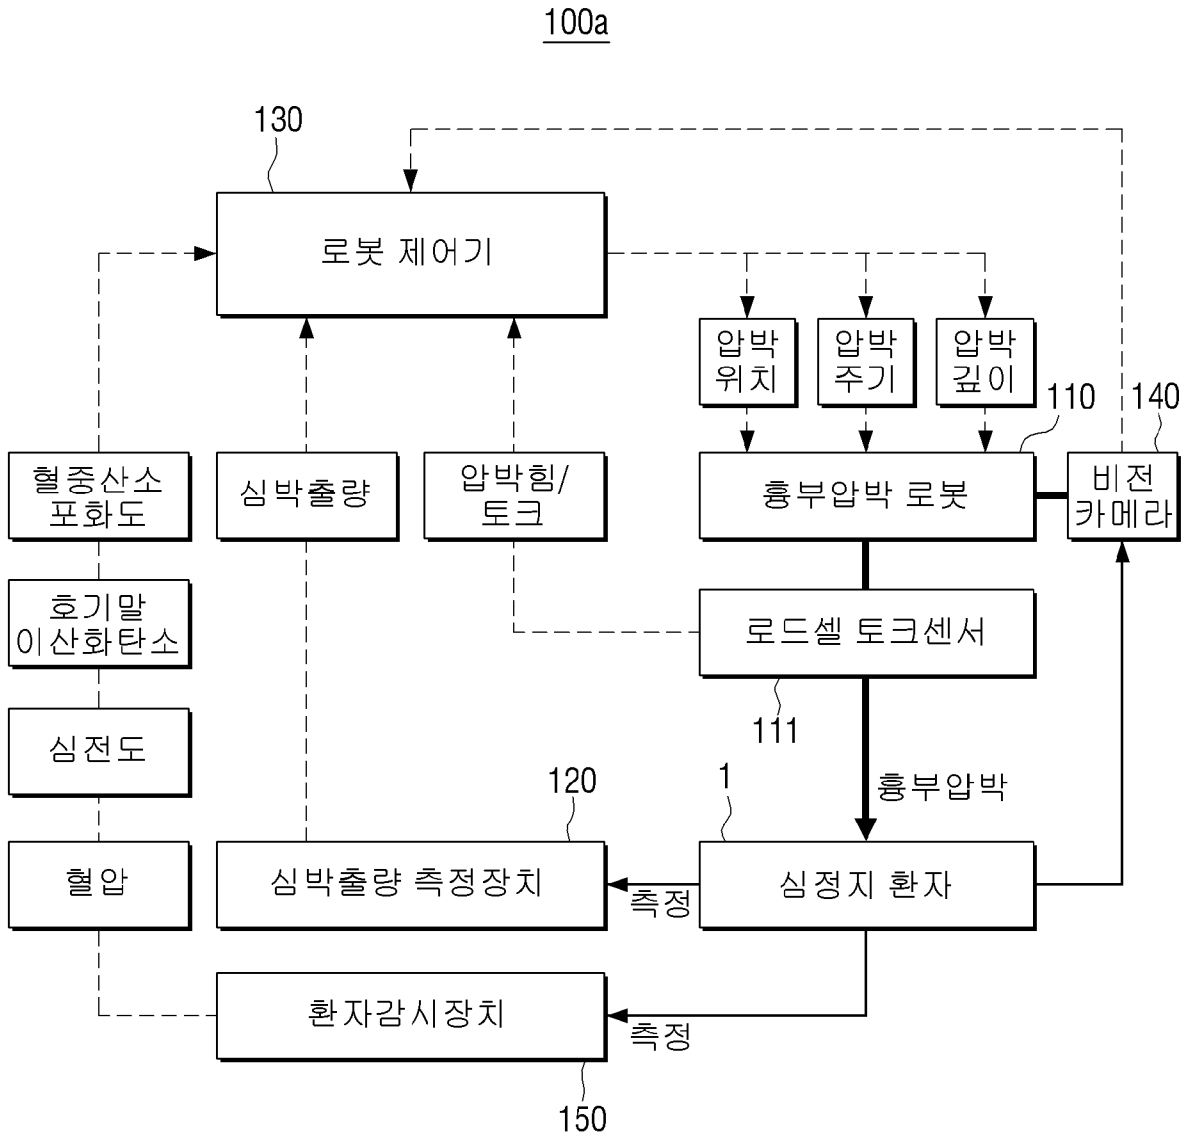 100a
130
로봇 제어기
압박
위치
압박
주기
압박
깊이
110
140
혈중산소
포화도
심박출량
압박힘/
토크
흉부압박 로봇
비전
카메라
호기말
이산화탄소
로드셀 토크센서
111
심전도
흉부압박
120
1
혈압
심박출량 측정장치
측정
심정지 환자
환자감시장치
측정
150